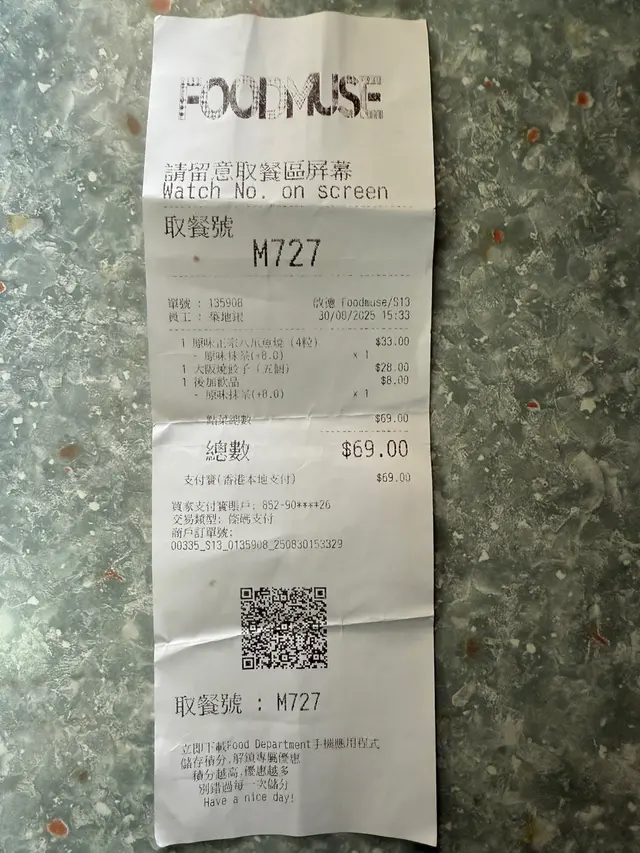 FOODMUSE
請留意取餐區屏幕
Watch No. on screen
取餐號
M727
單號 : 135908 啟德 Foodmuse/S13
員工 : 築地銀 30/08/2025 15:33
1 原味正宗八爪魚燒 (4粒) $33.00
- 原味抹茶(+8.0) x 1
1 大阪燒餃子 (五個) $28.00
1 後加飲品 $8.00
- 原味抹茶(+8.0) x 1
點菜總數 $69.00
總數 $69.00
支付寶(香港本地支付) $69.00
買家支付寶賬戶: 852-90****26
交易類型: 條碼支付
商戶訂單號:
00335_S13_0135908_250830153329
取餐號 : M727
立即下載Food Department手機應用程式
儲存積分,解鎖專屬優惠
積分越高,優惠越多
別錯過每一次儲分
Have a nice day!